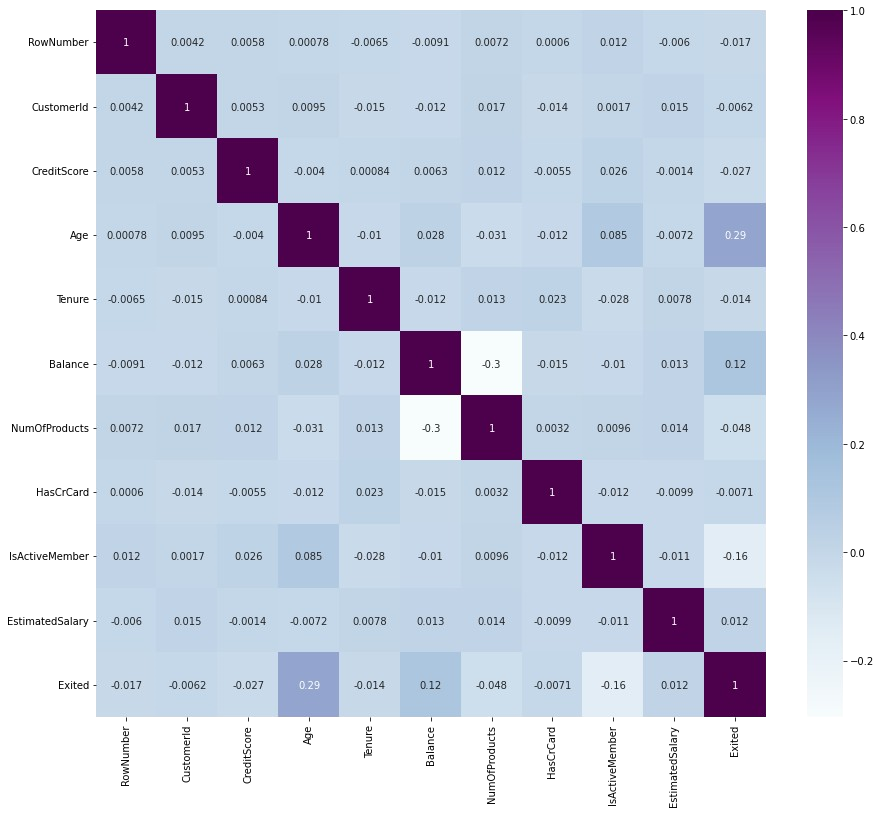 RowNumber 1 0.0042 0.0058 0.00078 -0.0065 -0.0091 0.0072 0.0006 0.012 -0.006 -0.017
CustomerId 0.0042 1 0.0053 0.0095 -0.015 -0.012 0.017 -0.014 0.0017 0.015 -0.0062
CreditScore 0.0058 0.0053 1 -0.004 0.00084 0.0063 0.012 -0.0055 0.026 -0.0014 -0.027
Age 0.00078 0.0095 -0.004 1 -0.01 0.028 -0.031 -0.012 0.085 -0.0072 0.29
Tenure -0.0065 -0.015 0.00084 -0.01 1 -0.012 0.013 0.023 -0.028 0.0078 -0.014
Balance -0.0091 -0.012 0.0063 0.028 -0.012 1 -0.3 -0.015 -0.01 0.013 0.12
NumOfProducts 0.0072 0.017 0.012 -0.031 0.013 -0.3 1 0.0032 0.0096 0.014 -0.048
HasCrCard 0.0006 -0.014 -0.0055 -0.012 0.023 -0.015 0.0032 1 -0.012 -0.0099 -0.0071
IsActiveMember 0.012 0.0017 0.026 0.085 -0.028 -0.01 0.0096 -0.012 1 -0.011 -0.16
EstimatedSalary -0.006 0.015 -0.0014 -0.0072 0.0078 0.013 0.014 -0.0099 -0.011 1 0.012
Exited -0.017 -0.0062 -0.027 0.29 -0.014 0.12 -0.048 -0.0071 -0.16 0.012 1
RowNumber CustomerId CreditScore Age Tenure Balance NumOfProducts HasCrCard IsActiveMember EstimatedSalary Exited
1.0
0.8
0.6
0.4
0.2
0.0
−0.2